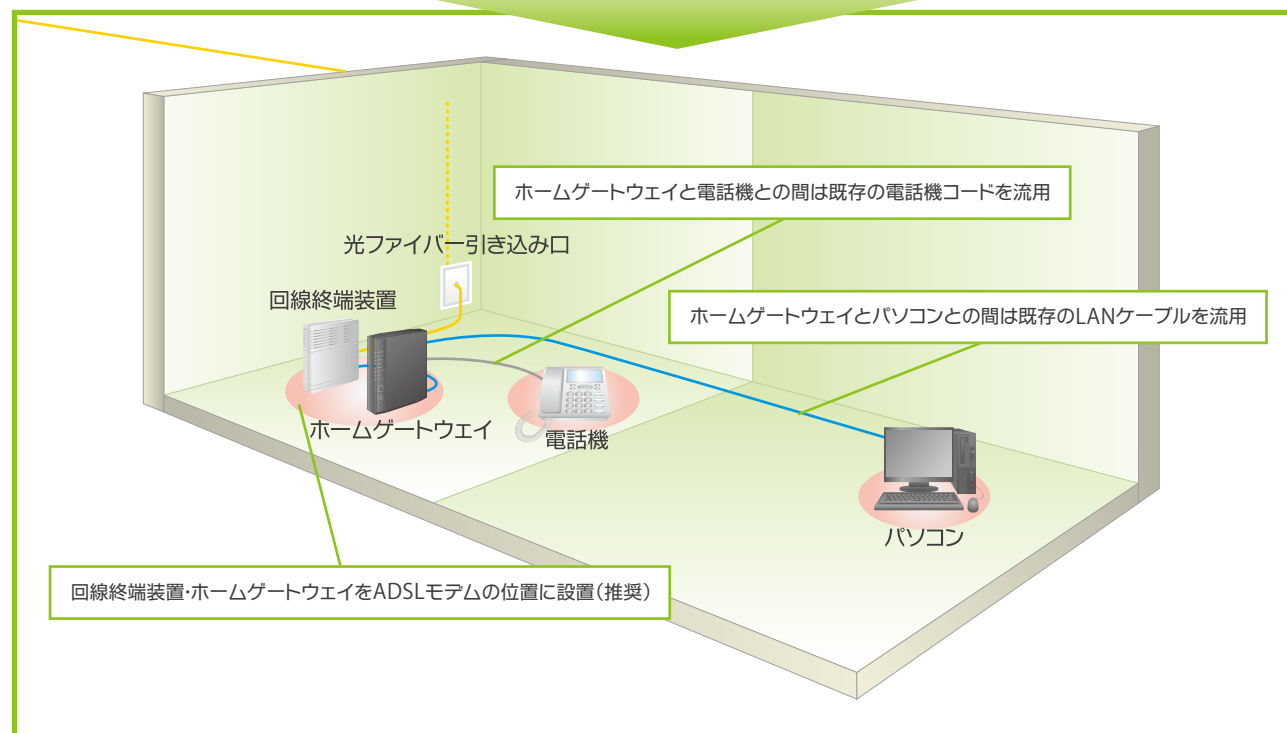 ホームゲートウェイと電話機との間は既存の電話機コードを流用
光ファイバー引き込み口
回線終端装置
ホームゲートウェイとパソコンとの間は既存のLANケーブルを流用
ホームゲートウェイ
電話機
パソコン
回線終端装置・ホームゲートウェイをADSLモデムの位置に設置（推奨）